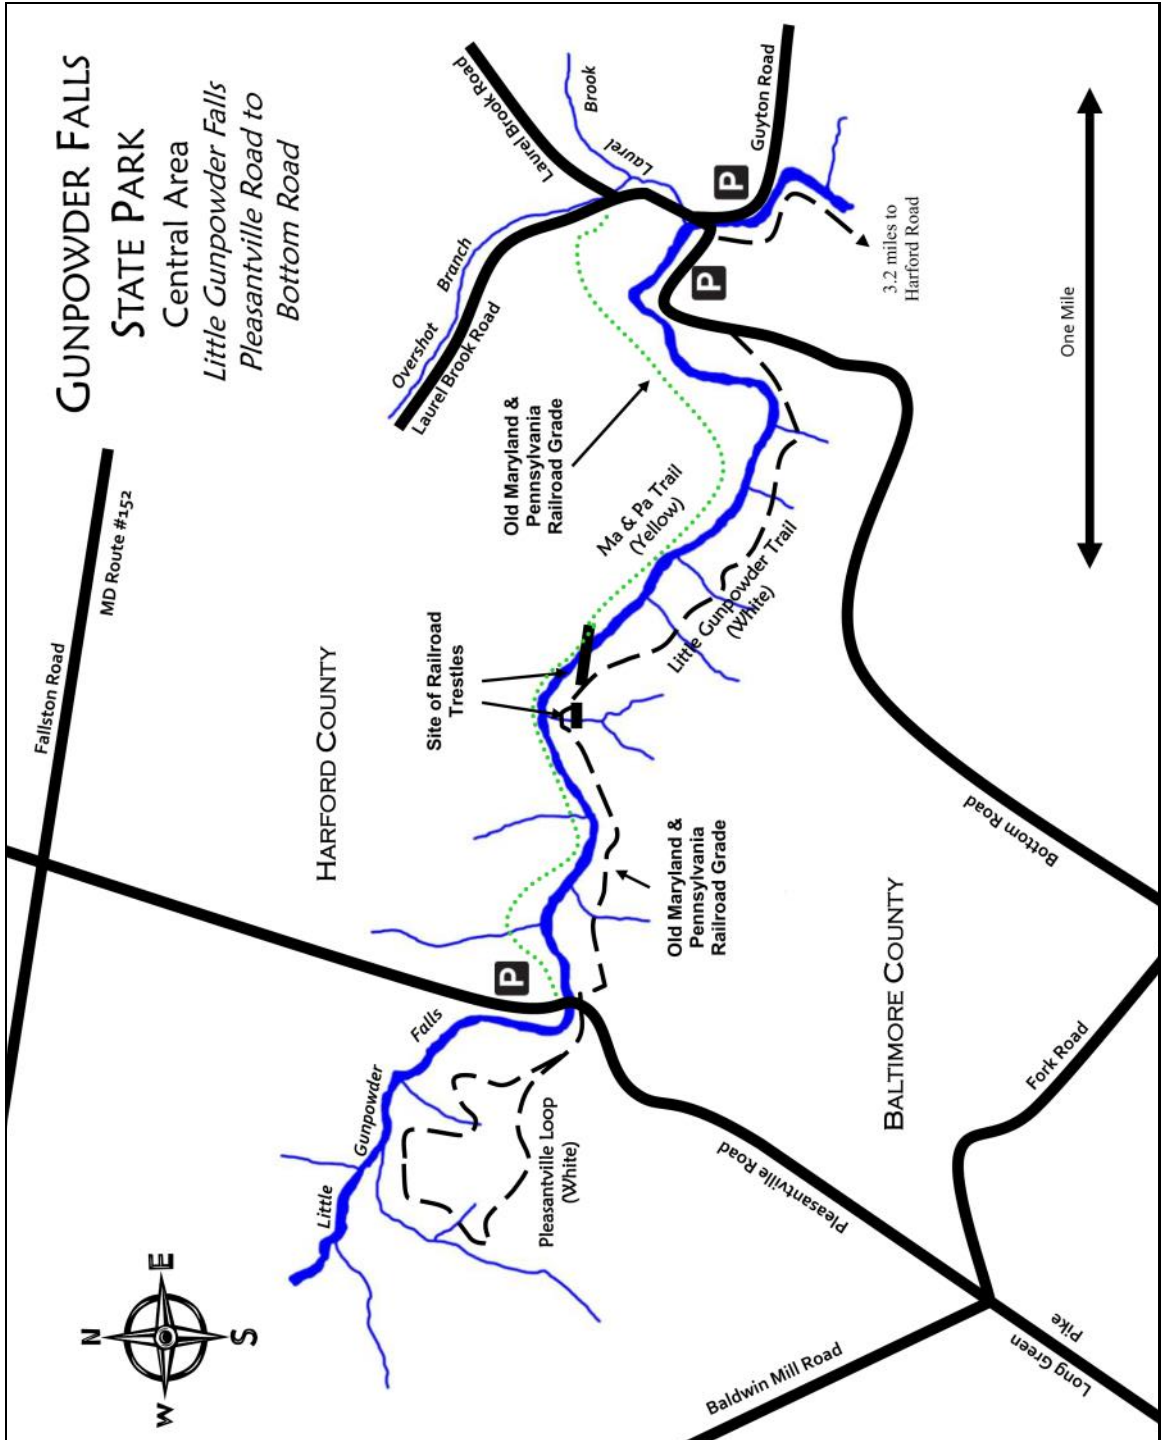 GUNPOWDER FALLS
STATE PARK
Central Area
Little Gunpowder Falls
Pleasantville Road to
Bottom Road
MD Route #152
Fallston Road
HARFORD COUNTY
Laurel Brook Road
Brook
Laurel
Guyton Road
P
P
3.2 miles to
Harford Road
Branch
Overshot
Laurel Brook Road
Old Maryland &
Pennsylvania
Railroad Grade
Ma & Pa Trail
(Yellow)
Little Gunpowder Trail
(White)
Site of Railroad
Trestles
Old Maryland &
Pennsylvania
Railroad Grade
P
Falls
Gunpowder
Little
Pleasantville Loop
(White)
Pleasantville Road
Bottom Road
BALTIMORE COUNTY
Fork Road
Baldwin Mill Road
Long Green
Pike
One Mile
N
E
S
W